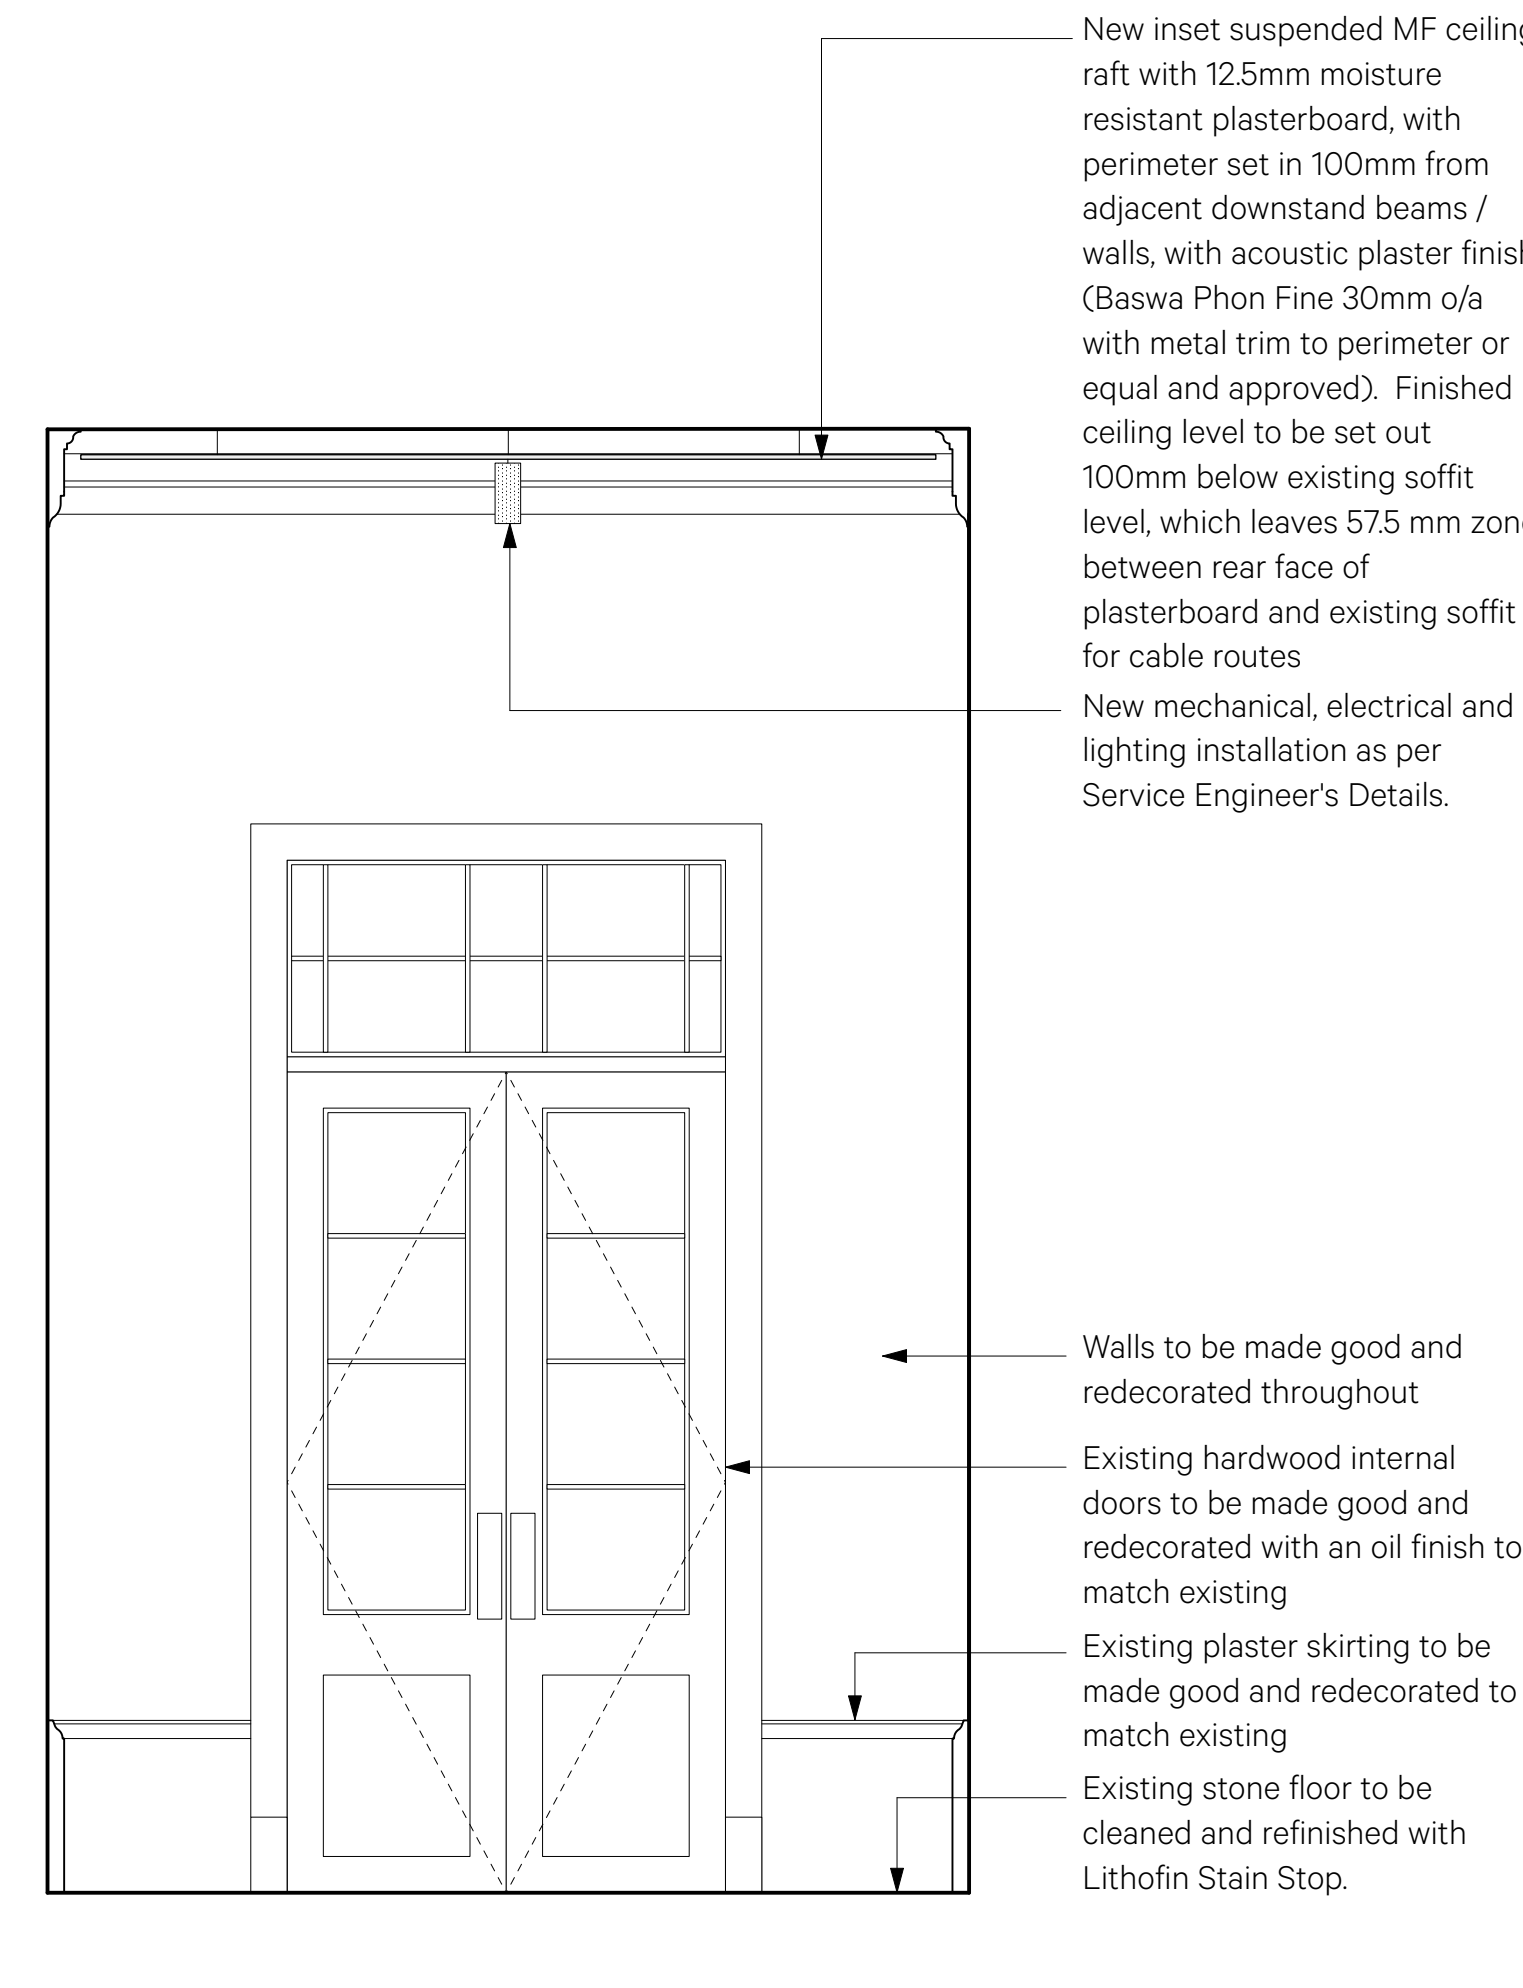 New inset suspended MF ceiling
raft with 12.5mm moisture
resistant plasterboard, with
perimeter set in 100mm from
adjacent downstand beams /
walls, with acoustic plaster finish
(Baswa Phon Fine 30mm o/a
with metal trim to perimeter or
equal and approved). Finished
ceiling level to be set out
100mm below existing soffit
level, which leaves 57.5 mm zone
between rear face of
plasterboard and existing soffit
for cable routes
New mechanical, electrical and
lighting installation as per
Service Engineer's Details.
Walls to be made good and
redecorated throughout
Existing hardwood internal
doors to be made good and
redecorated with an oil finish to
match existing
Existing plaster skirting to be
made good and redecorated to
match existing
Existing stone floor to be
cleaned and refinished with
Lithofin Stain Stop.